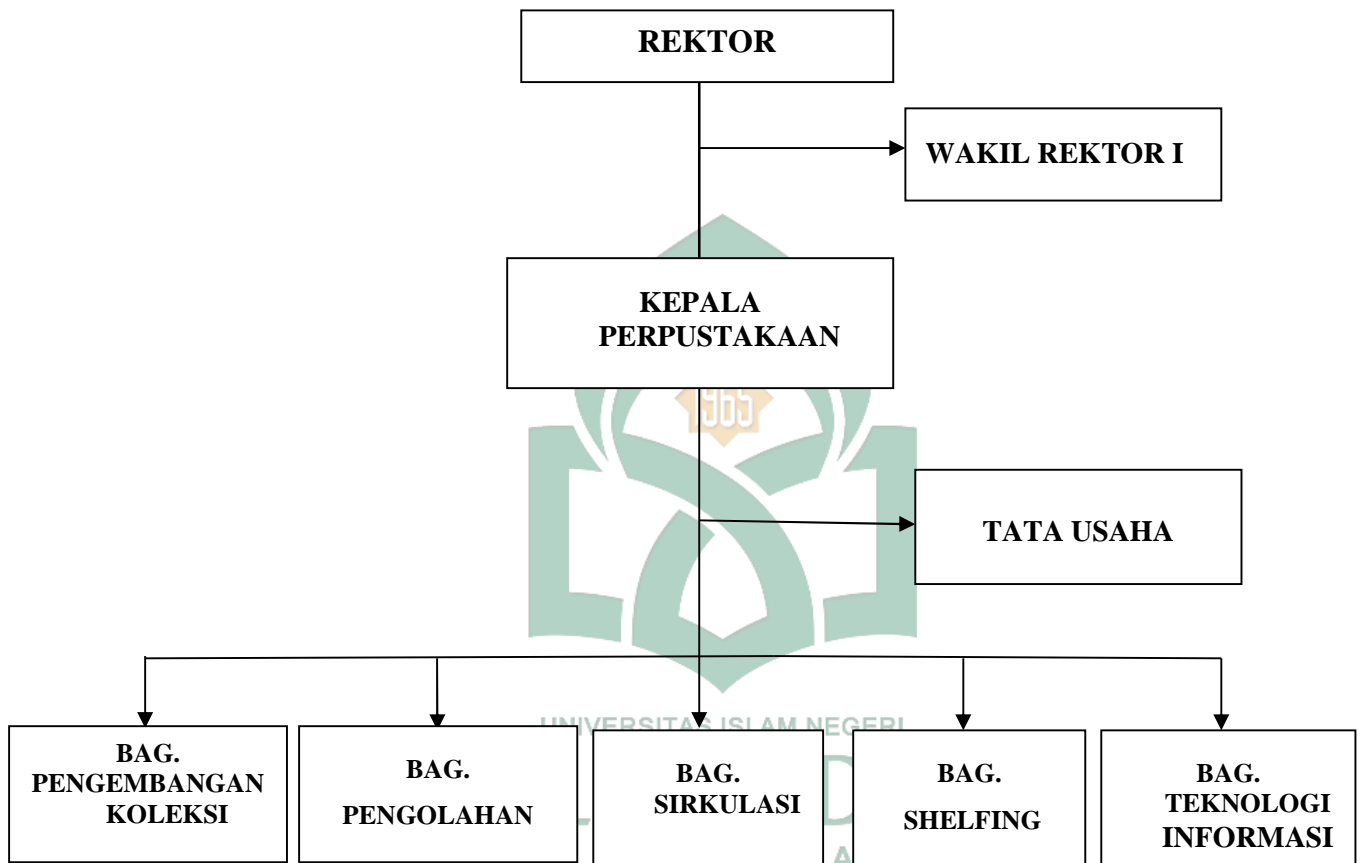 REKTOR
WAKIL REKTOR I
KEPALA
PERPUSTAKAAN
1965
TATA USAHA
UNIVERSITAS ISLAM NEGERI
BAG.
PENGEMBANGAN
KOLEKSI
BAG.
PENGOLAHAN
BAG.
SIRKULASI
BAG.
SHELFING
BAG.
TEKNOLOGI
INFORMASI